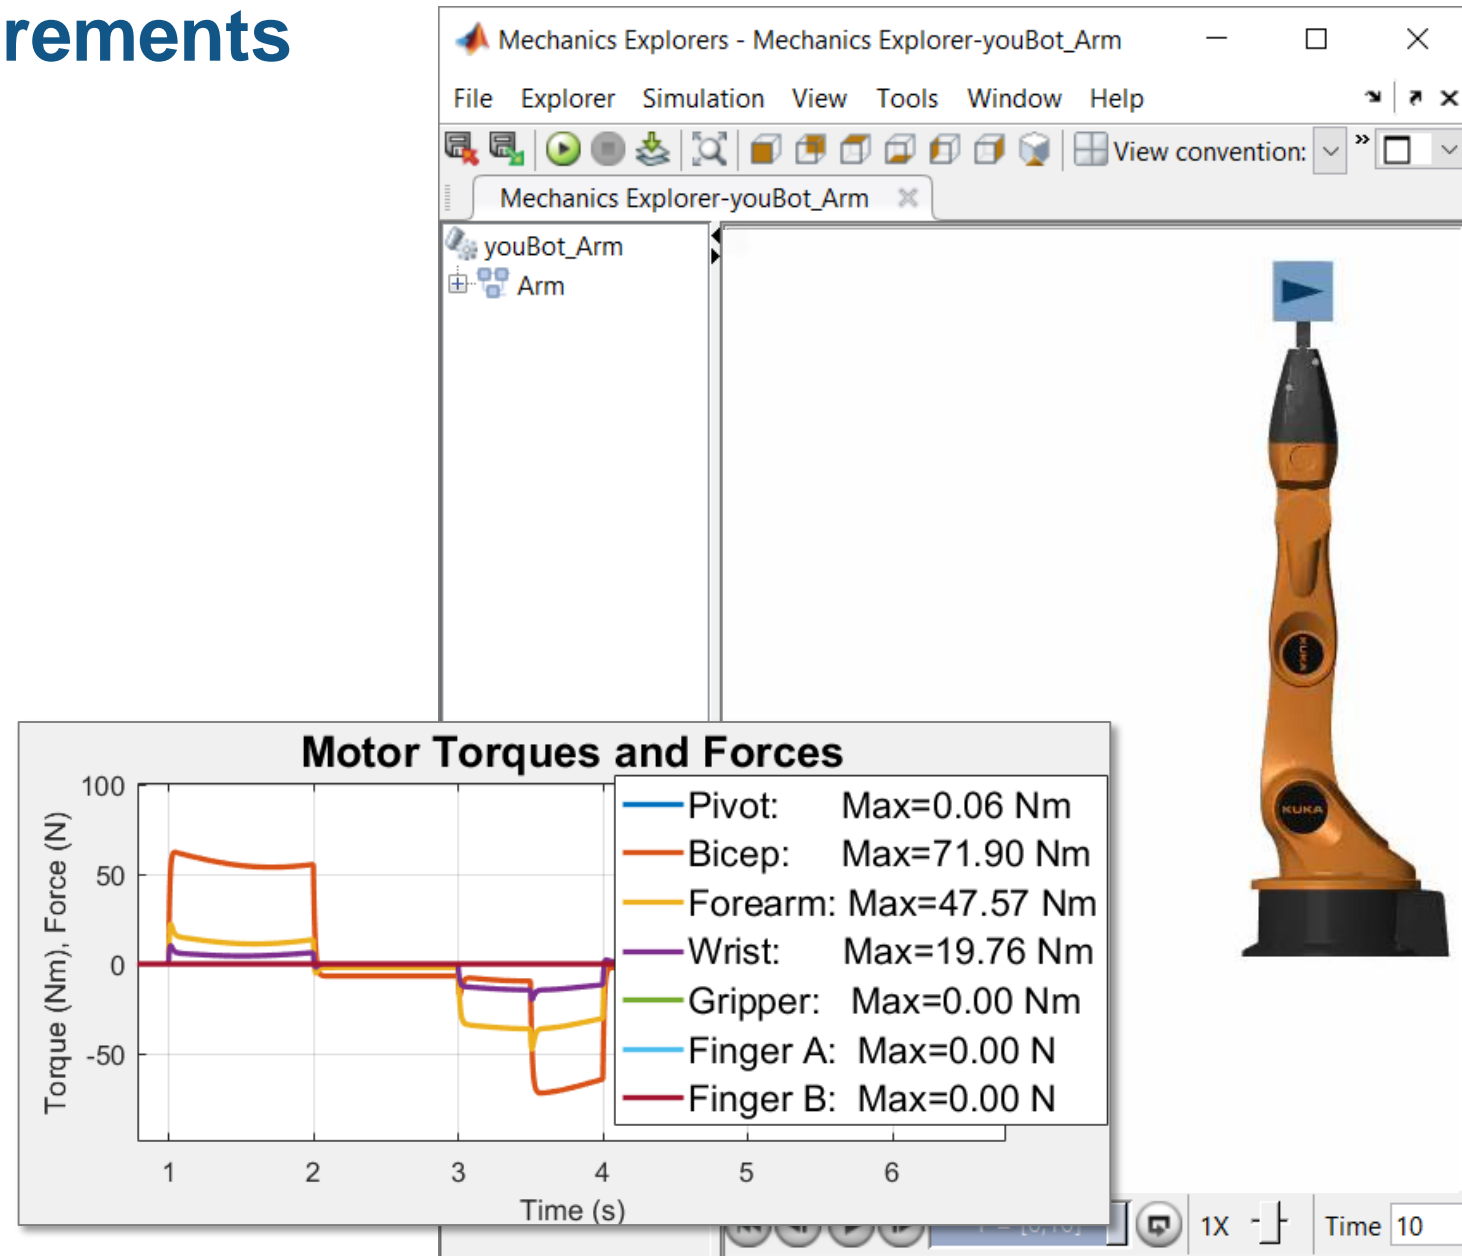 rements
Mechanics Explorers - Mechanics Explorer-youBot_Arm
File Explorer Simulation View Tools Window Help
View convention:
Mechanics Explorer-youBot_Arm
youBot_Arm
Arm
KUKA
KUKA
Motor Torques and Forces
Torque (Nm), Force (N)
100
50
0
-50
Pivot: Max=0.06 Nm
Bicep: Max=71.90 Nm
Forearm: Max=47.57 Nm
Wrist: Max=19.76 Nm
Gripper: Max=0.00 Nm
Finger A: Max=0.00 N
Finger B: Max=0.00 N
1 2 3 4 5 6
Time (s)
1X Time 10